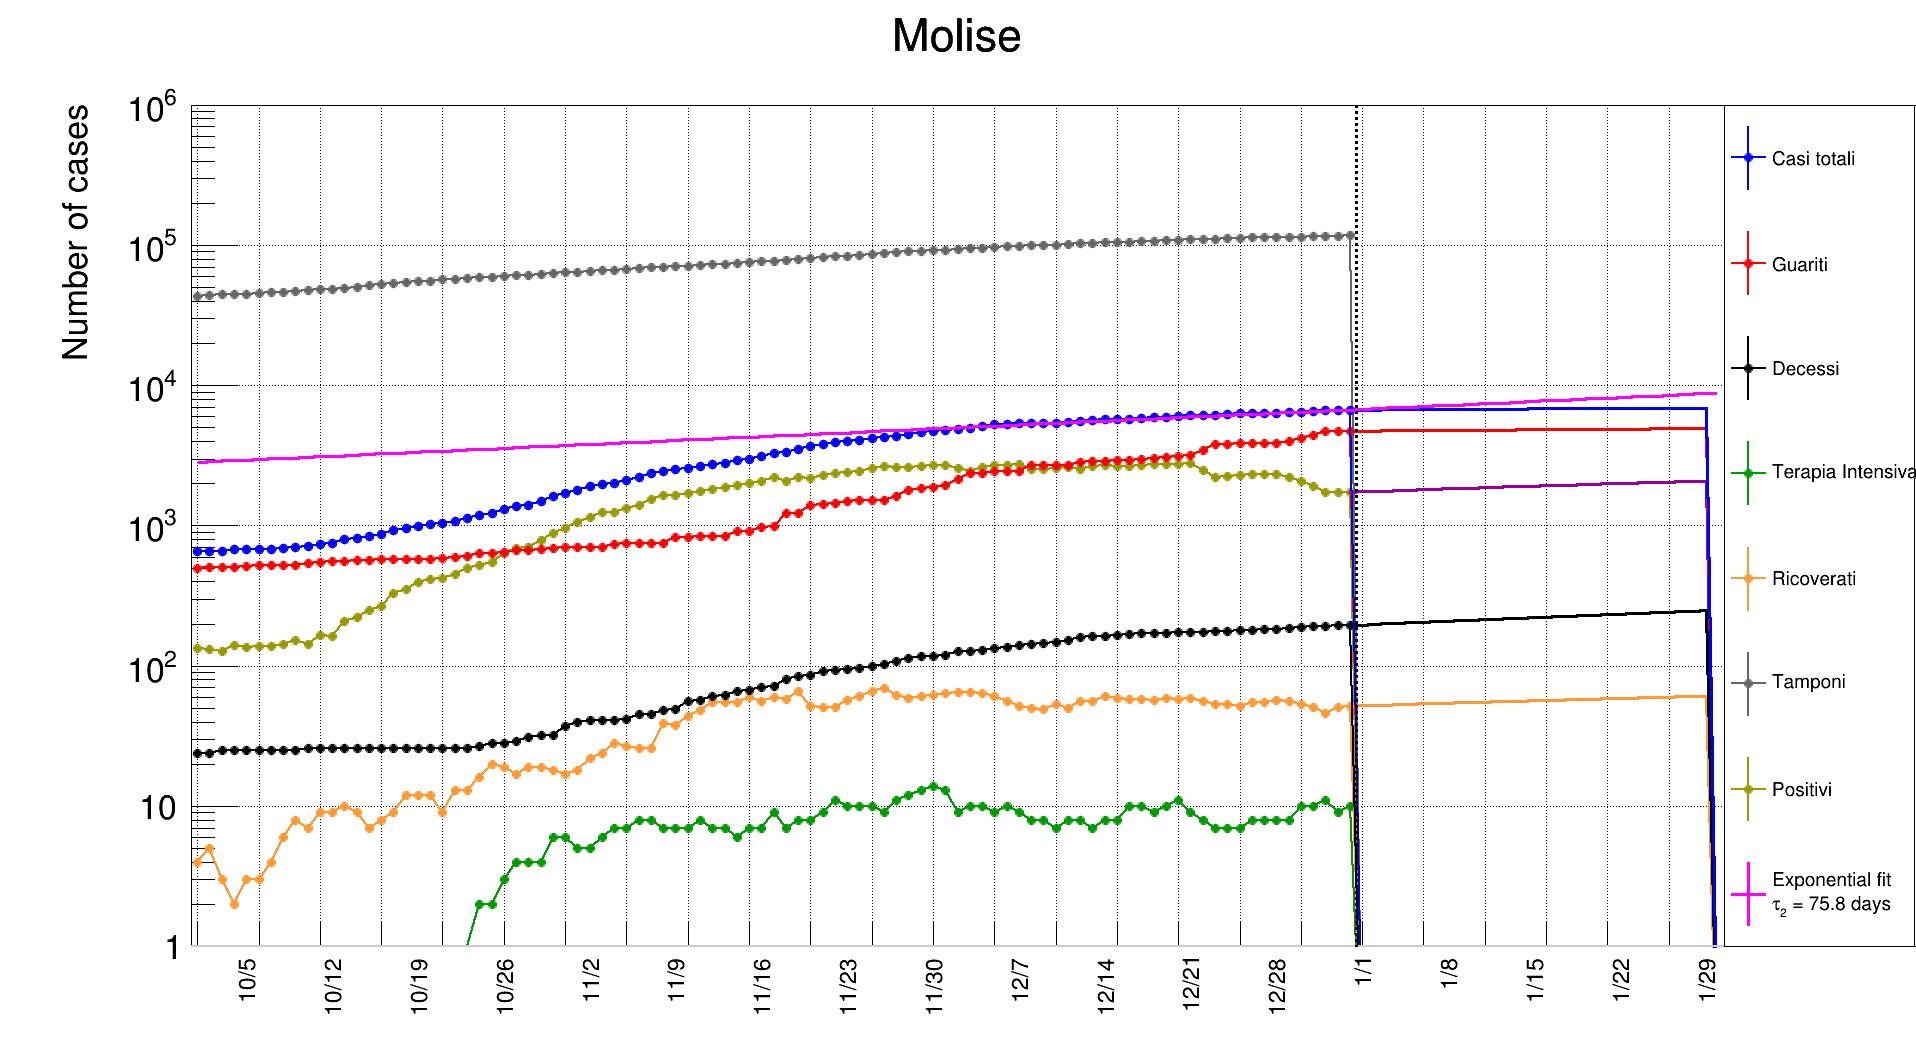 Molise
Number of cases
10^6
10^5
10^4
10^3
10^2
10
1
10/5
10/12
10/19
10/26
11/2
11/9
11/16
11/23
11/30
12/7
12/14
12/21
12/28
1/1
1/8
1/15
1/22
1/29
Casi totali
Guariti
Decessi
Terapia Intensiva
Ricoverati
Tamponi
Positivi
Exponential fit
τ_2 = 75.8 days